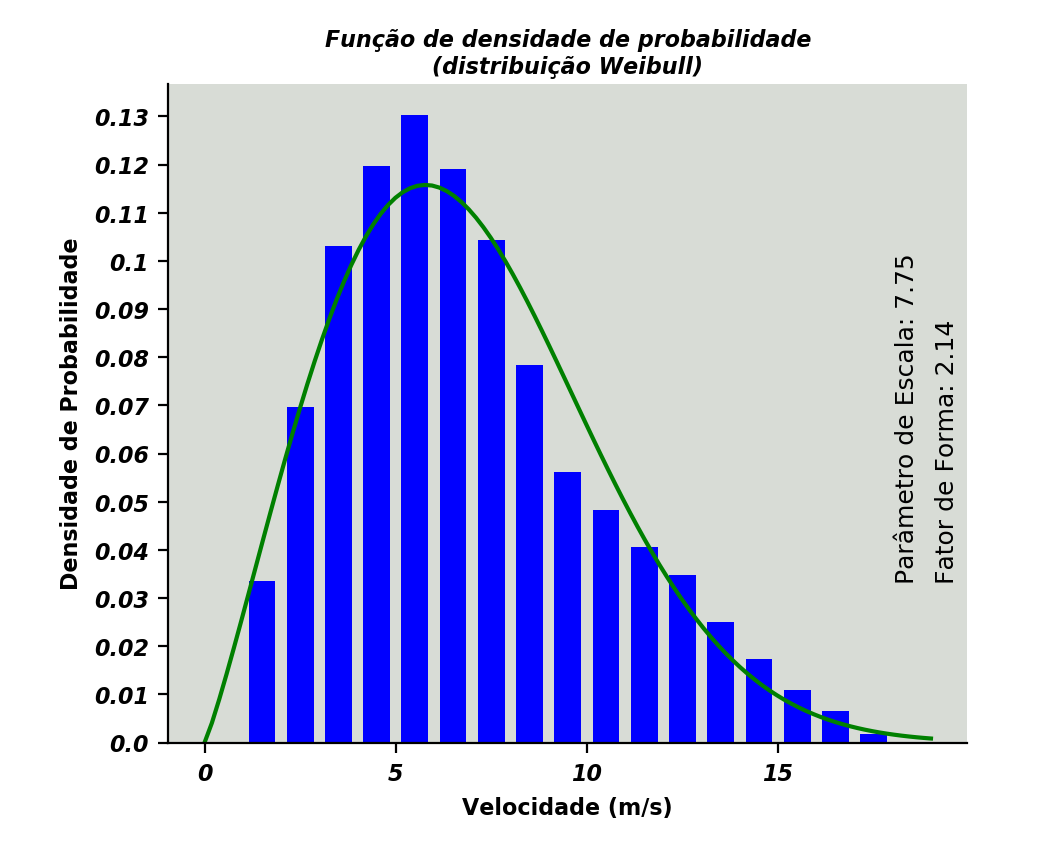 Função de densidade de probabilidade
(distribuição Weibull)
Densidade de Probabilidade
0.13
0.12
0.11
0.1
0.09
0.08
0.07
0.06
0.05
0.04
0.03
0.02
0.01
0.0
Parâmetro de Escala: 7.75
Fator de Forma: 2.14
0 5 10 15
Velocidade (m/s)